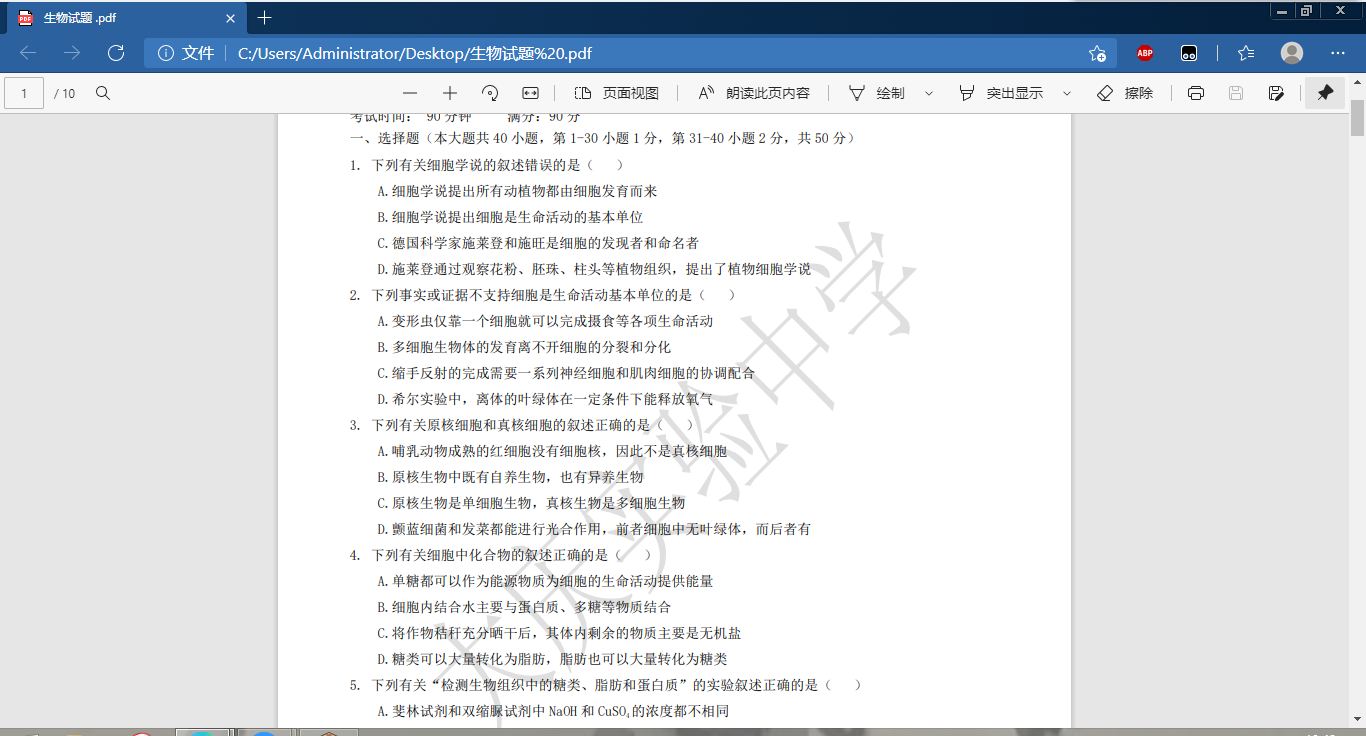 生物试题 .pdf
文件 C:/Users/Administrator/Desktop/生物试题%20.pdf
1 / 10 页面视图 朗读此页内容 绘制 突出显示 擦除
考试时间： 90 分钟 满分：90 分
一、选择题（本大题共 40 小题，第 1-30 小题 1 分，第 31-40 小题 2 分，共 50 分）
1. 下列有关细胞学说的叙述错误的是（ ）
A.细胞学说提出所有动植物都由细胞发育而来
B.细胞学说提出细胞是生命活动的基本单位
C.德国科学家施莱登和施旺是细胞的发现者和命名者
D.施莱登通过观察花粉、胚珠、柱头等植物组织，提出了植物细胞学说
2. 下列事实或证据不支持细胞是生命活动基本单位的是（ ）
A.变形虫仅靠一个细胞就可以完成摄食等各项生命活动
B.多细胞生物体的发育离不开细胞的分裂和分化
C.缩手反射的完成需要一系列神经细胞和肌肉细胞的协调配合
D.希尔实验中，离体的叶绿体在一定条件下能释放氧气
3. 下列有关原核细胞和真核细胞的叙述正确的是（ ）
A.哺乳动物成熟的红细胞没有细胞核，因此不是真核细胞
B.原核生物中既有自养生物，也有异养生物
C.原核生物是单细胞生物，真核生物是多细胞生物
D.颤蓝细菌和发菜都能进行光合作用，前者细胞中无叶绿体，而后者有
4. 下列有关细胞中化合物的叙述正确的是（ ）
A.单糖都可以作为能源物质为细胞的生命活动提供能量
B.细胞内结合水主要与蛋白质、多糖等物质结合
C.将作物秸秆充分晒干后，其体内剩余的物质主要是无机盐
D.糖类可以大量转化为脂肪，脂肪也可以大量转化为糖类
5. 下列有关“检测生物组织中的糖类、脂肪和蛋白质”的实验叙述正确的是（ ）
A.斐林试剂和双缩脲试剂中 NaOH 和 CuSO₄的浓度都不相同
大庆实验中学